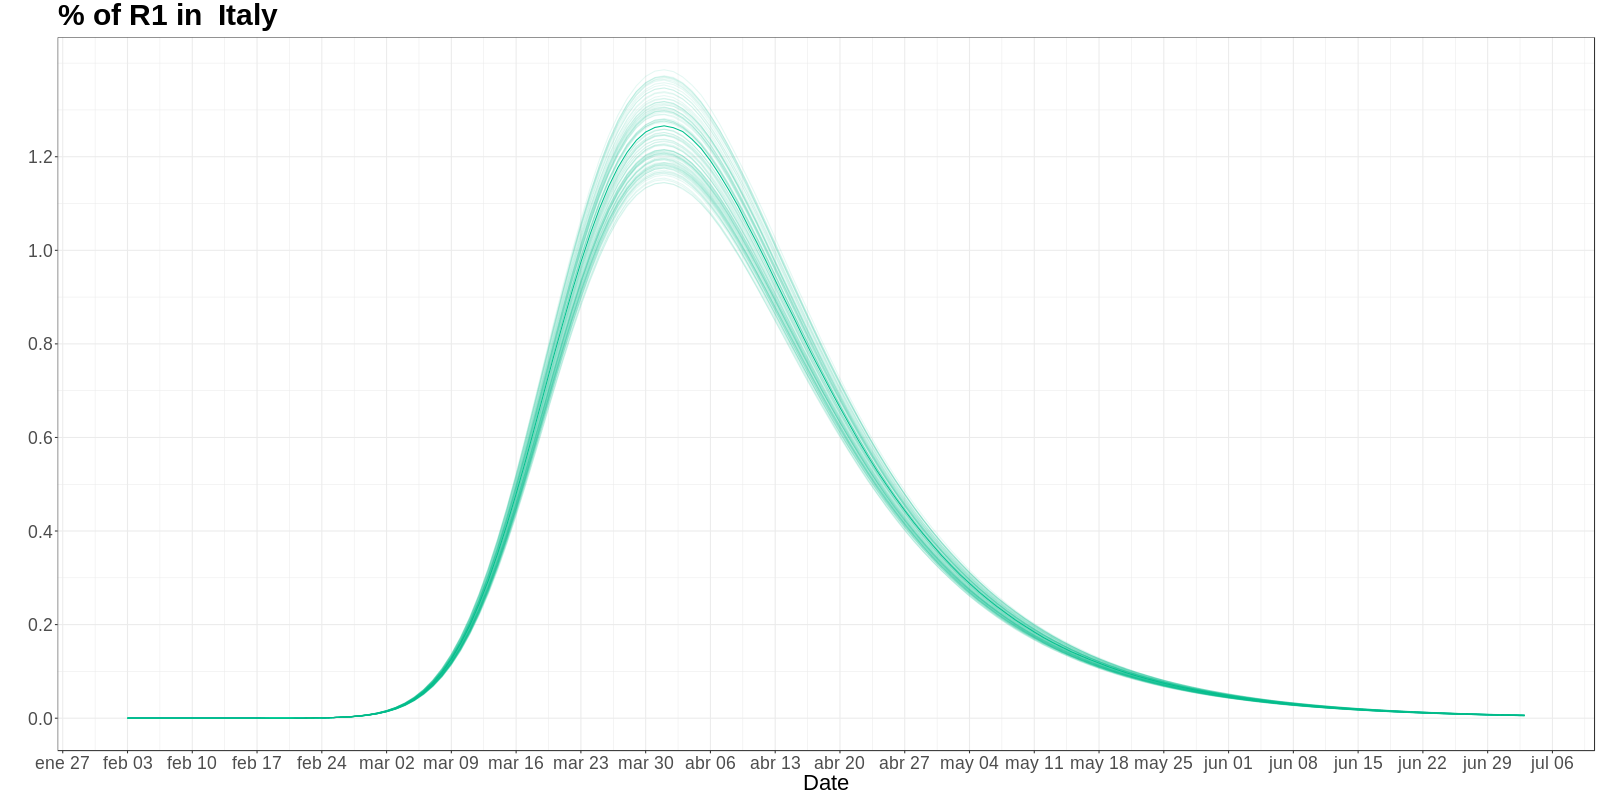 % of R1 in  Italy
1.2
1.0
0.8
0.6
0.4
0.2
0.0
ene 27 feb 03 feb 10 feb 17 feb 24 mar 02 mar 09 mar 16 mar 23 mar 30 abr 06 abr 13 abr 20 abr 27 may 04 may 11 may 18 may 25 jun 01 jun 08 jun 15 jun 22 jun 29 jul 06
Date